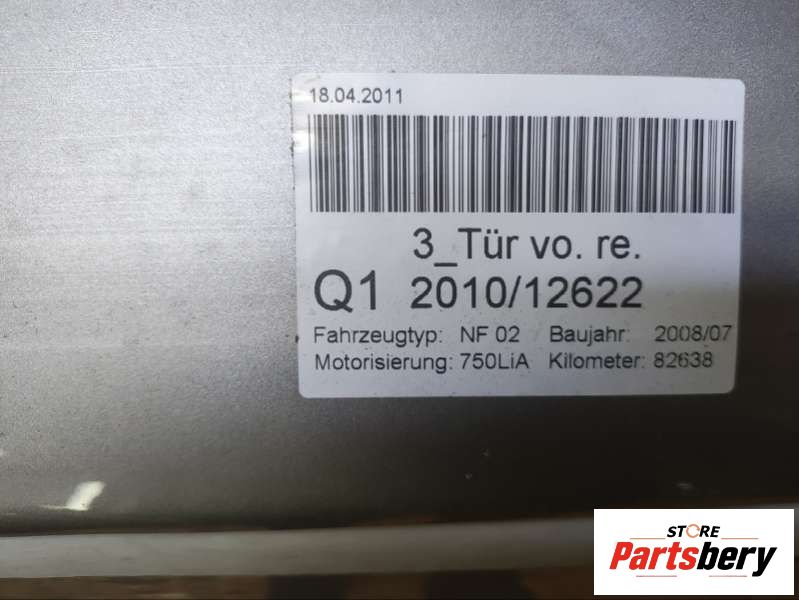 18.04.2011
3_Tür vo. re.
Q1 2010/12622
Fahrzeugtyp: NF 02 Baujahr: 2008/07
Motorisierung: 750LiA Kilometer: 82638
STORE
Partsbery